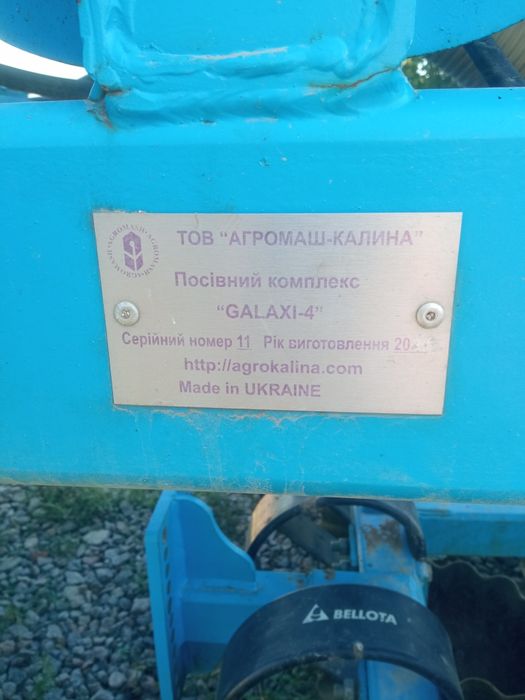 ТОВ "АГРОМАШ-КАЛИНА"
Посівний комплекс
"GALAXI-4"
Серійний номер 11 Рік виготовлення
http://agrokalina.com
Made in UKRAINE
BELLOTA